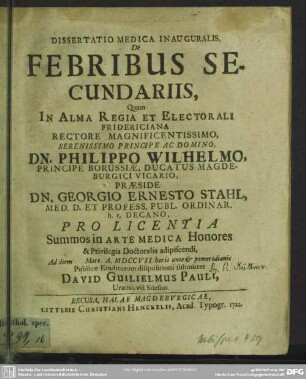 DISSERTATIO MEDICA INAUGURALIS,
De
FEBRIBUS SE-
CUNDARIIS,
Quam
IN ALMA REGIA ET ELECTORALI
FRIDERICIANA
RECTORE MAGNIFICENTISSIMO,
SERENISSIMO PRINCIPE AC DOMINO,
DN. PHILIPPO WILHELMO,
PRINCIPE BORUSSIÆ, DUCATUS MAGDE-
BURGICI VICARIO,
PRÆSIDE
DN. GEORGIO ERNESTO STAHL,
MED. D. ET PROFESS. PUBL. ORDINAR.
h. t. DECANO,
PRO LICENTIA
Summos in ARTE MEDICA Honores
& Privilegia Doctoralia adipiscendi,
Ad diem Mart. A. MDCCVII. horis ante & pomeridianis
Publicæ Eruditorum disquisitioni submittet
DAVID GUILIELMUS PAULI,
Uratislaviâ Silesius.
RECUSA, HALAE MAGDEBURGICAE,
LITTERIS CHRISTIANI HENCKELII, Acad. Typogr. 1722.